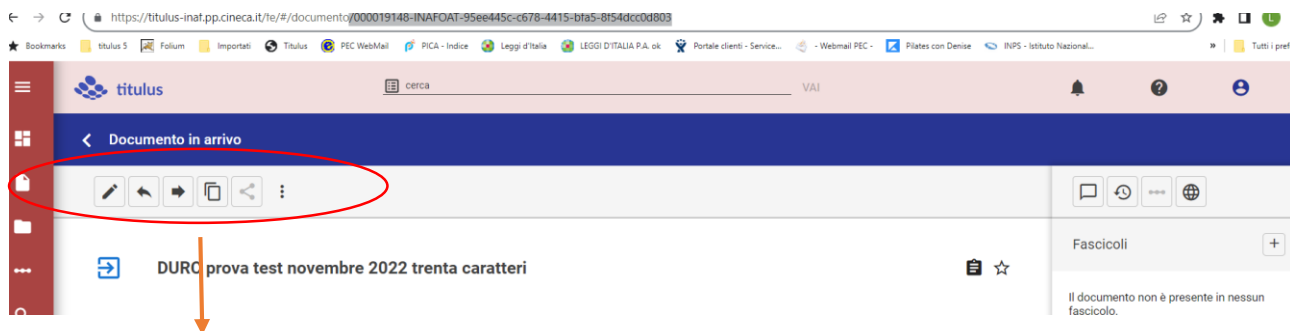 https://titulus-inaf.pp.cineca.it/fe/#/documento/000019148-INAFOAT-95ee445c-c678-4415-bfa5-8f54dcc0d803
Bookmarks titulus 5 Folium Importati Titulus PEC WebMail PICA - Indice Leggi d'Italia LEGGI D'ITALIA P.A. ok Portale clienti - Service... - Webmail PEC - Pilates con Denise INPS - Istituto Nazional... » Tutti i pref
titulus cerca VAI
Documento in arrivo
DURC prova test novembre 2022 trenta caratteri
Fascicoli
Il documento non è presente in nessun
fascicolo.